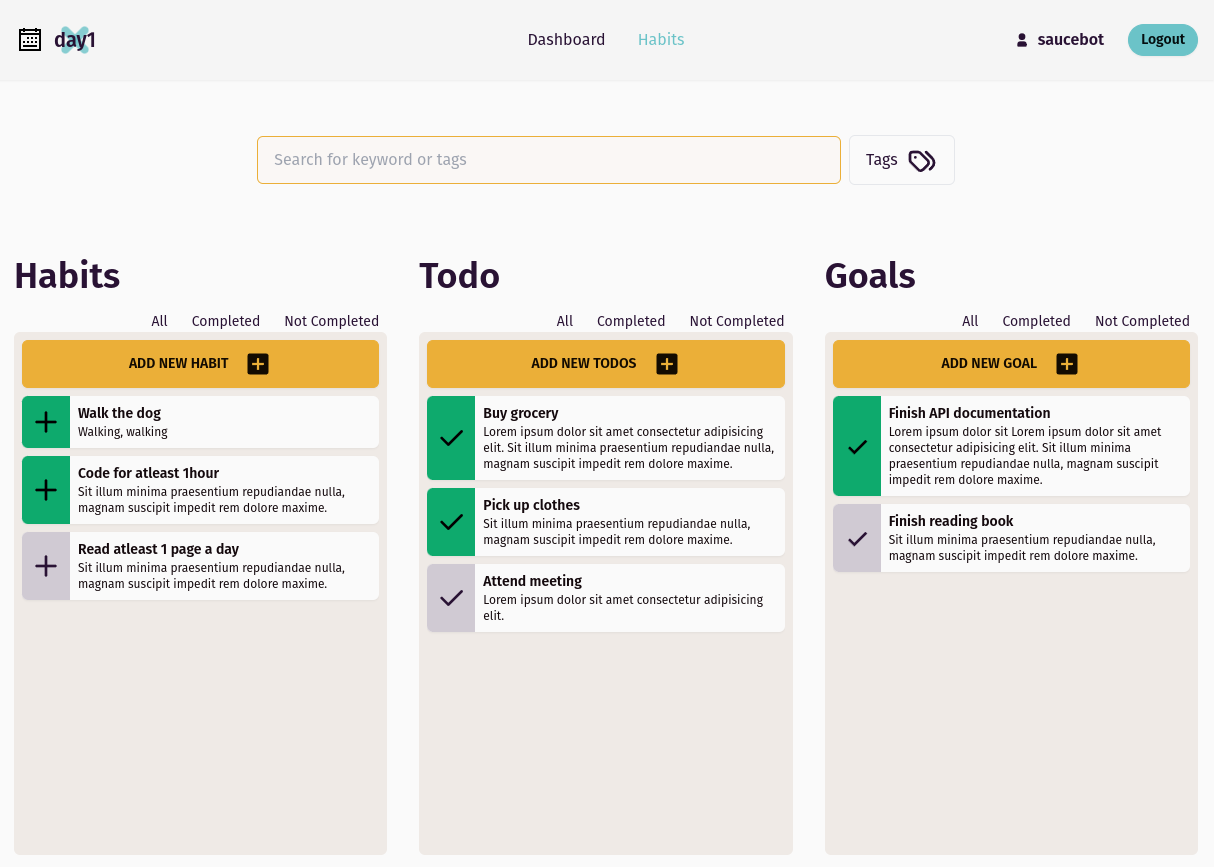 day1
Dashboard
Habits
saucebot
Logout
Search for keyword or tags
Tags
Habits
All
Completed
Not Completed
ADD NEW HABIT
Walk the dog
Walking, walking
Code for atleast 1hour
Sit illum minima praesentium repudiandae nulla,
magnam suscipit impedit rem dolore maxime.
Read atleast 1 page a day
Sit illum minima praesentium repudiandae nulla,
magnam suscipit impedit rem dolore maxime.
Todo
All
Completed
Not Completed
ADD NEW TODOS
Buy grocery
Lorem ipsum dolor sit amet consectetur adipisicing
elit. Sit illum minima praesentium repudiandae nulla,
magnam suscipit impedit rem dolore maxime.
Pick up clothes
Sit illum minima praesentium repudiandae nulla,
magnam suscipit impedit rem dolore maxime.
Attend meeting
Lorem ipsum dolor sit amet consectetur adipisicing
elit.
Goals
All
Completed
Not Completed
ADD NEW GOAL
Finish API documentation
Lorem ipsum dolor sit Lorem ipsum dolor sit amet
consectetur adipisicing elit. Sit illum minima
praesentium repudiandae nulla, magnam suscipit
impedit rem dolore maxime.
Finish reading book
Sit illum minima praesentium repudiandae nulla,
magnam suscipit impedit rem dolore maxime.